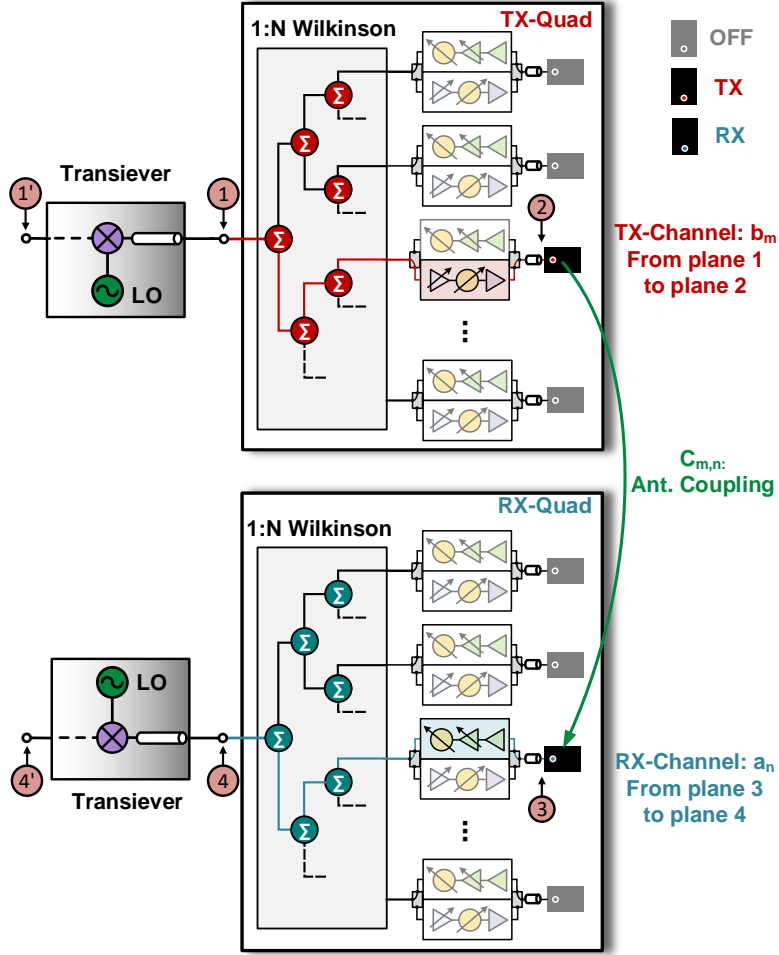 1:N Wilkinson
TX-Quad
OFF
TX
RX
Σ
Σ
Σ
Σ
Σ
Σ
Transiever
1'
1
LO
2
TX-Channel: bm
From plane 1
to plane 2
...
Cm,n:
Ant. Coupling
RX-Quad
1:N Wilkinson
Σ
Σ
Σ
Σ
Σ
Σ
LO
4'
4
Transiever
3
RX-Channel: an
From plane 3
to plane 4
...